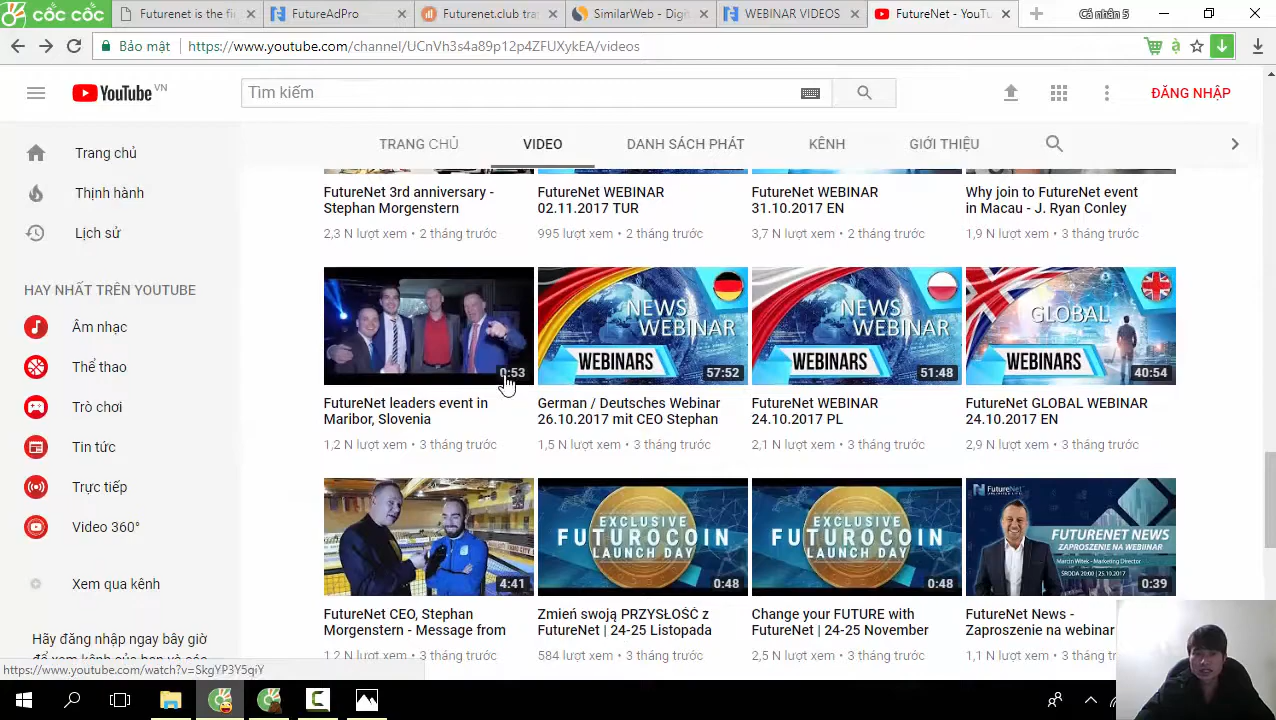 cốc cốc
Futurenet is the fi
FutureAdPro
Futurenet.club tran
SimilarWeb - Digi
WEBINAR VIDEOS
FutureNet - YouTu
Cá nhân 5
Bảo mật
https://www.youtube.com/channel/UCnVh3s4a89p12p4ZFUXykEA/videos
YouTube VN
Tìm kiếm
ĐĂNG NHẬP
TRANG CHỦ
VIDEO
DANH SÁCH PHÁT
KÊNH
GIỚI THIỆU
Trang chủ
Thịnh hành
Lịch sử
HAY NHẤT TRÊN YOUTUBE
Âm nhạc
Thể thao
Trò chơi
Tin tức
Trực tiếp
Video 360°
Xem qua kênh
Hãy đăng nhập ngay bây giờ
FutureNet 3rd anniversary -
Stephan Morgenstern
2,3 N lượt xem • 2 tháng trước
FutureNet WEBINAR
02.11.2017 TUR
995 lượt xem • 2 tháng trước
FutureNet WEBINAR
31.10.2017 EN
3,7 N lượt xem • 2 tháng trước
Why join to FutureNet event
in Macau - J. Ryan Conley
1,9 N lượt xem • 3 tháng trước
0:53
FutureNet leaders event in
Maribor, Slovenia
1,2 N lượt xem • 3 tháng trước
NEWS
WEBINAR
WEBINARS
57:52
German / Deutsches Webinar
26.10.2017 mit CEO Stephan
1,5 N lượt xem • 3 tháng trước
NEWS
WEBINAR
WEBINARS
51:48
FutureNet WEBINAR
24.10.2017 PL
2,1 N lượt xem • 3 tháng trước
GLOBAL
WEBINARS
40:54
FutureNet GLOBAL WEBINAR
24.10.2017 EN
2,9 N lượt xem • 3 tháng trước
4:41
FutureNet CEO, Stephan
Morgenstern - Message from
1,2 N lượt xem • 3 tháng trước
EXCLUSIVE
FUTUROCOIN
LAUNCH DAY
0:48
Zmień swoją PRZYSŁOŚĆ z
FutureNet | 24-25 Listopada
584 lượt xem • 3 tháng trước
EXCLUSIVE
FUTUROCOIN
LAUNCH DAY
0:48
Change your FUTURE with
FutureNet | 24-25 November
2,5 N lượt xem • 3 tháng trước
FutureNet
FUTURENET NEWS
ZAPROSZENIE NA WEBINAR
Marcin Witek - Marketing Director
ŚRODA 20:00 | 25.10.2017
0:39
FutureNet News -
Zaproszenie na webinar
1,1 N lượt xem • 3 tháng
https://www.youtube.com/watch?v=SkgYP3Y5qiY